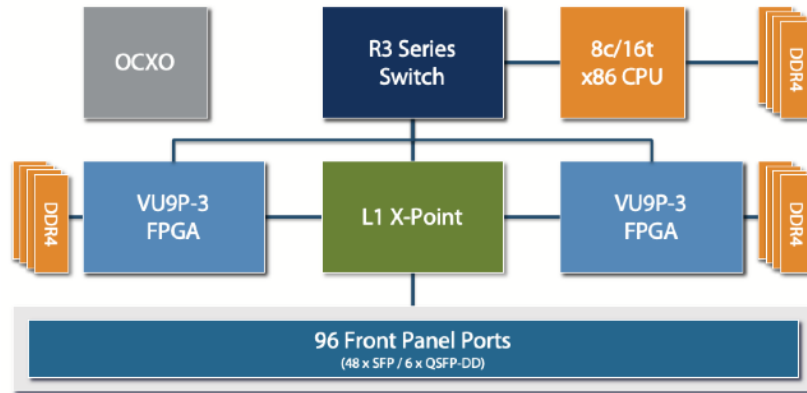 OCXO
R3 Series
Switch
8c/16t
x86 CPU
DDR4
DDR4
VU9P-3
FPGA
L1 X-Point
VU9P-3
FPGA
DDR4
96 Front Panel Ports
(48 x SFP / 6 x QSFP-DD)